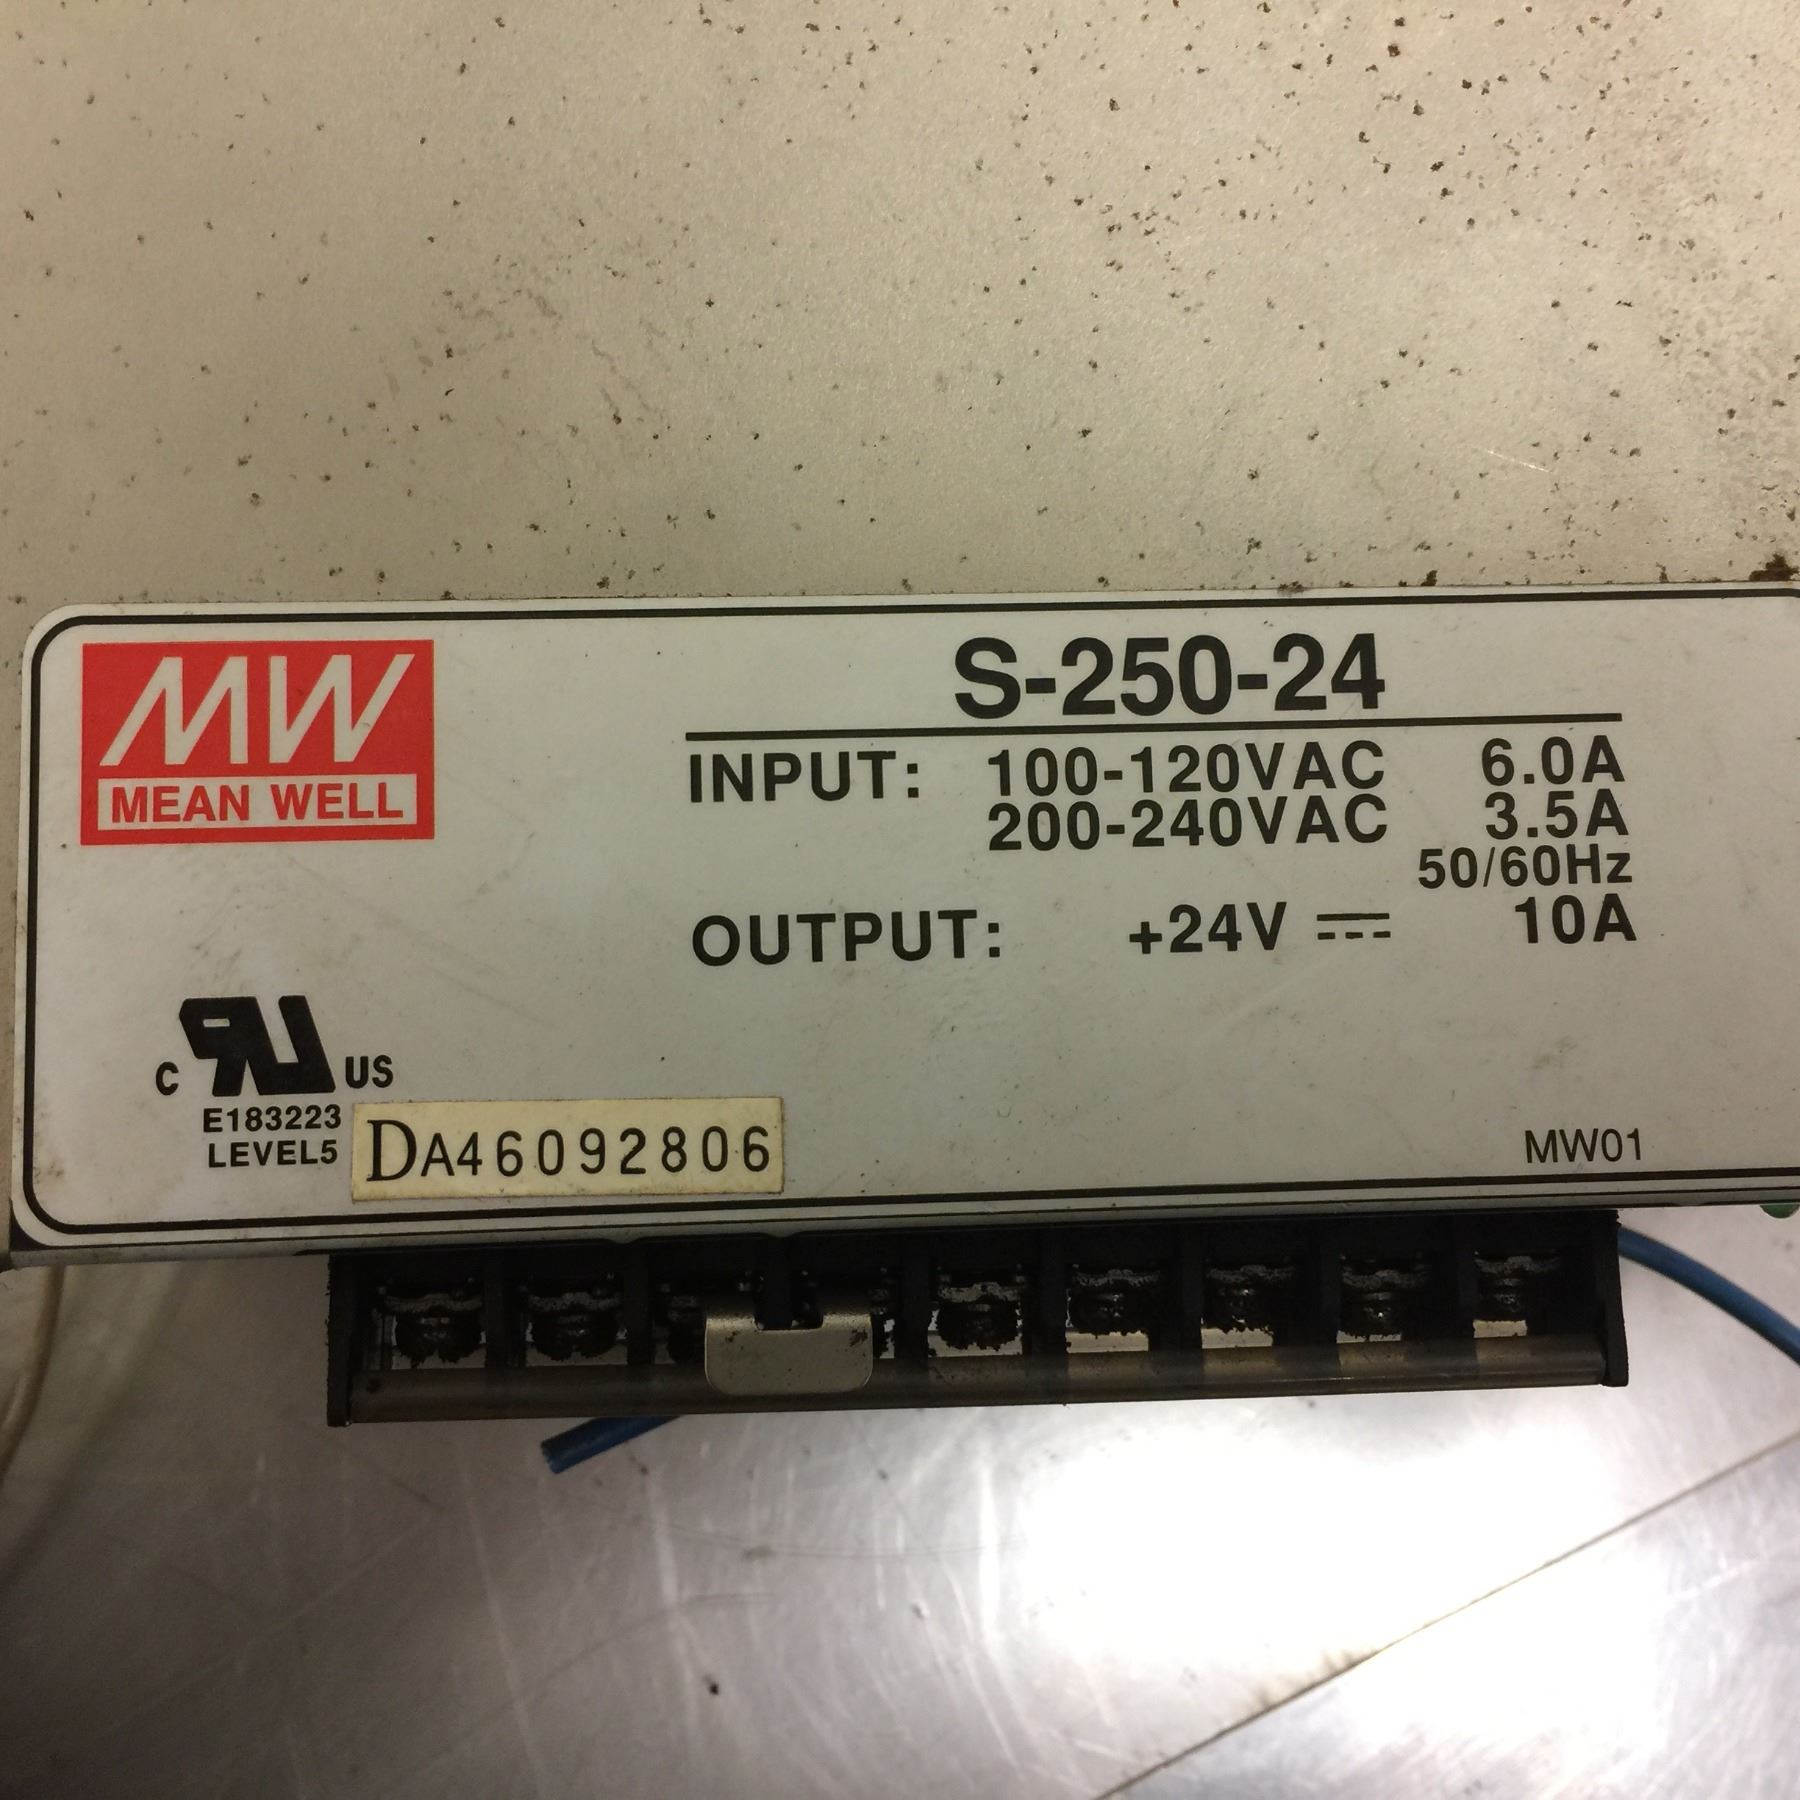 MW
MEAN WELL
S-250-24
INPUT: 100-120VAC 6.0A
200-240VAC 3.5A
50/60Hz
OUTPUT: +24V ⎓ 10A
C RU US
E183223
LEVEL5
DA46092806
MW01